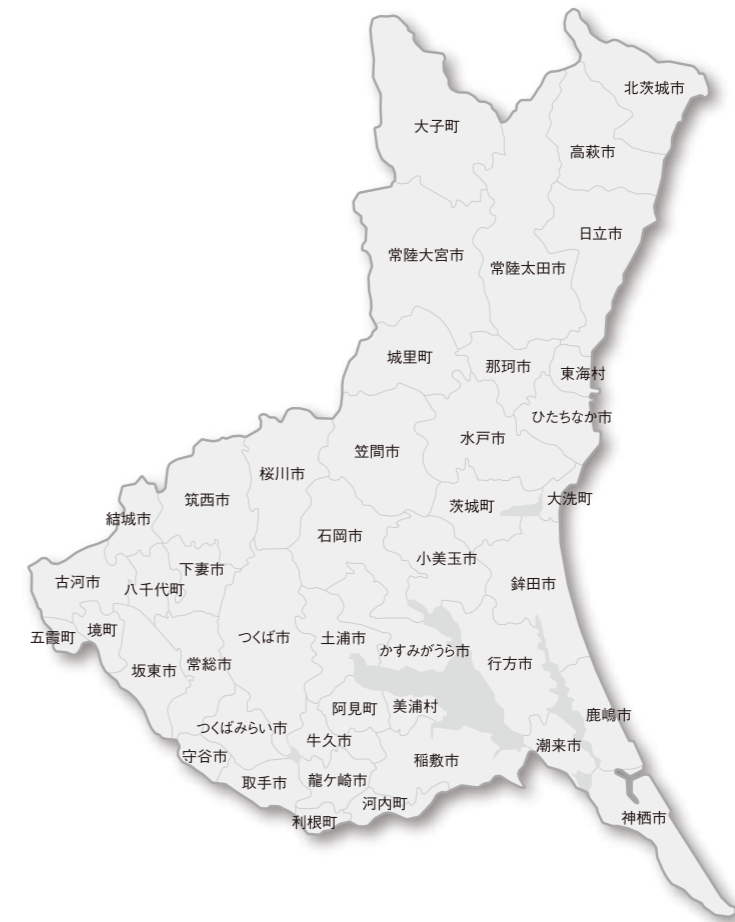 北茨城市
大子町
高萩市
日立市
常陸大宮市
常陸太田市
城里町
那珂市
東海村
ひたちなか市
水戸市
笠間市
桜川市
筑西市
茨城町
大洗町
結城市
石岡市
小美玉市
下妻市
古河市
八千代町
鉾田市
境町
五霞町
つくば市
土浦市
かすみがうら市
行方市
常総市
坂東市
阿見町
美浦村
鹿嶋市
つくばみらい市
牛久市
潮来市
守谷市
稲敷市
取手市
龍ケ崎市
河内町
利根町
神栖市